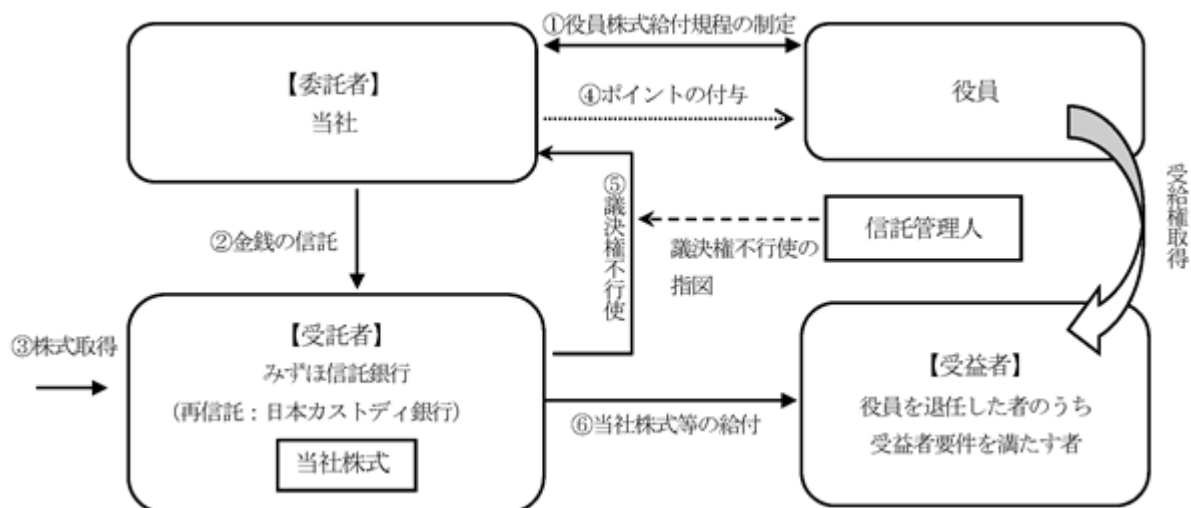 ①役員株式給付規程の制定
【委託者】
当社
④ポイントの付与
役員
受給権取得
②金銭の信託
⑤議決権不行使
信託管理人
議決権不行使の
指図
③株式取得
【受託者】
みずほ信託銀行
（再信託：日本カストディ銀行）
当社株式
⑥当社株式等の給付
【受益者】
役員を退任した者のうち
受益者要件を満たす者